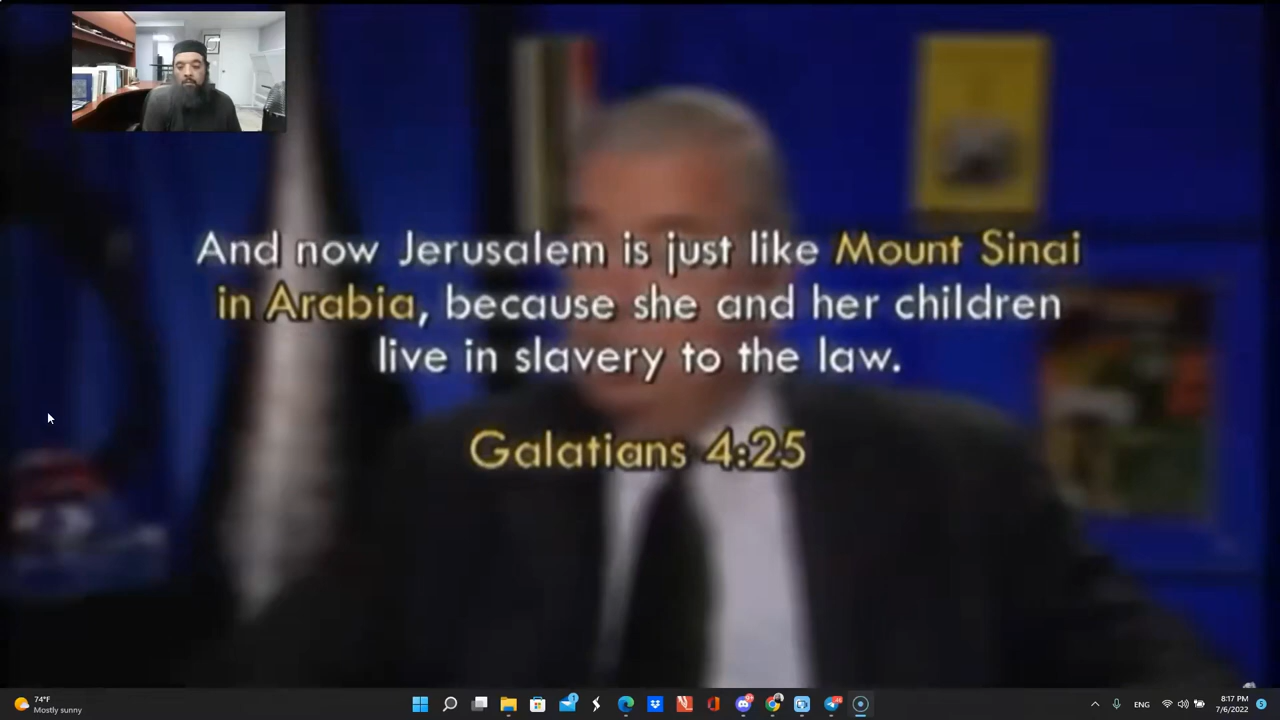 And now Jerusalem is just like Mount Sinai
in Arabia, because she and her children
live in slavery to the law.
Galatians 4:25
74°F
Mostly sunny
ENG
8:17 PM
7/6/2022